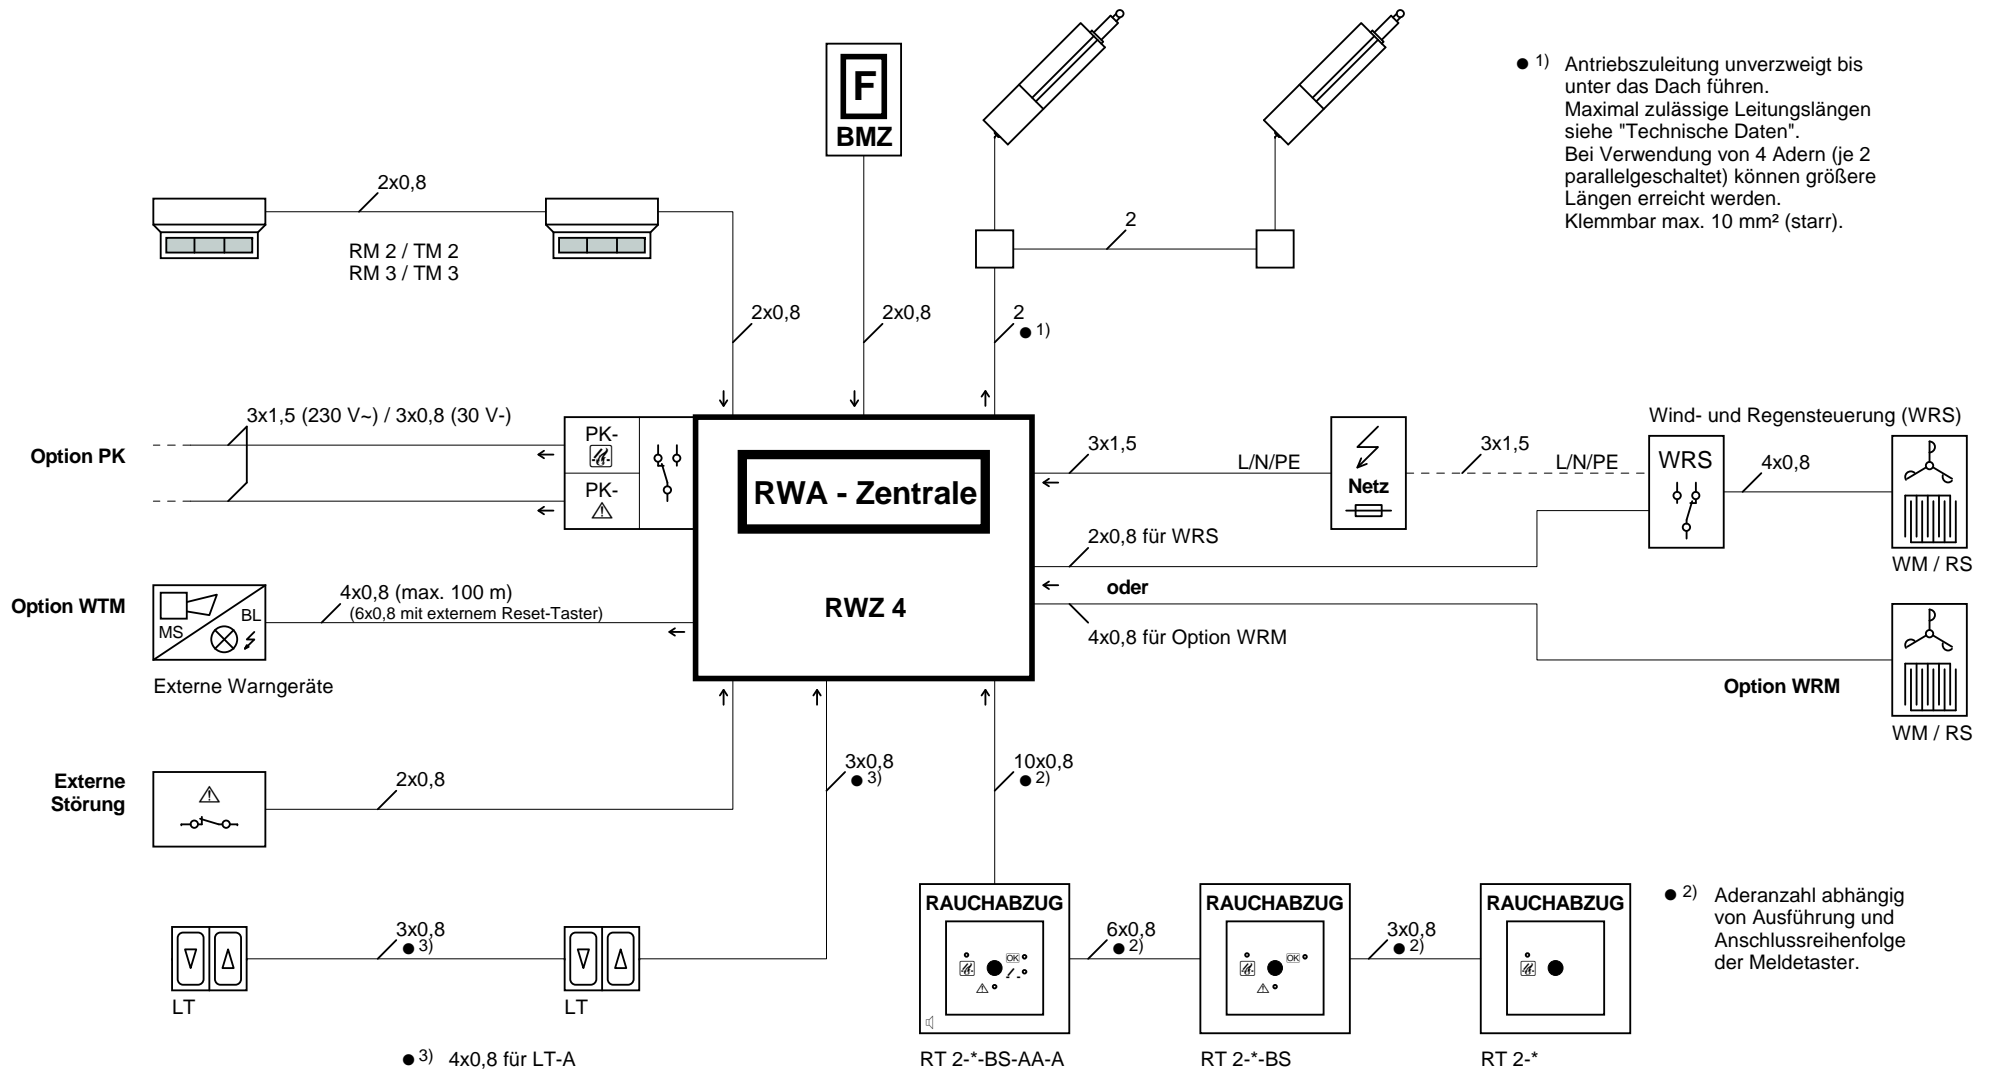 F
BMZ
● 1) Antriebszuleitung unverzweigt bis
unter das Dach führen.
Maximal zulässige Leitungslängen
siehe "Technische Daten".
Bei Verwendung von 4 Adern (je 2
parallelgeschaltet) können größere
Längen erreicht werden.
Klemmbar max. 10 mm² (starr).
2x0,8
RM 2 / TM 2
RM 3 / TM 3
2
2x0,8
2x0,8
2
● 1)
Option PK
3x1,5 (230 V~) / 3x0,8 (30 V-)
PK-
PK-
RWA - Zentrale
RWZ 4
3x1,5
L/N/PE
Netz
3x1,5
L/N/PE
Wind- und Regensteuerung (WRS)
WRS
4x0,8
WM / RS
2x0,8 für WRS
oder
4x0,8 für Option WRM
Option WRM
WM / RS
Option WTM
MS
BL
4x0,8 (max. 100 m)
(6x0,8 mit externem Reset-Taster)
Externe Warngeräte
Externe
Störung
2x0,8
3x0,8
● 3)
10x0,8
● 2)
LT
3x0,8
● 3)
LT
● 3) 4x0,8 für LT-A
RAUCHABZUG
OK
RT 2-*-BS-AA-A
6x0,8
● 2)
RAUCHABZUG
OK
RT 2-*-BS
3x0,8
● 2)
RAUCHABZUG
RT 2-*
● 2) Aderanzahl abhängig
von Ausführung und
Anschlussreihenfolge
der Meldetaster.